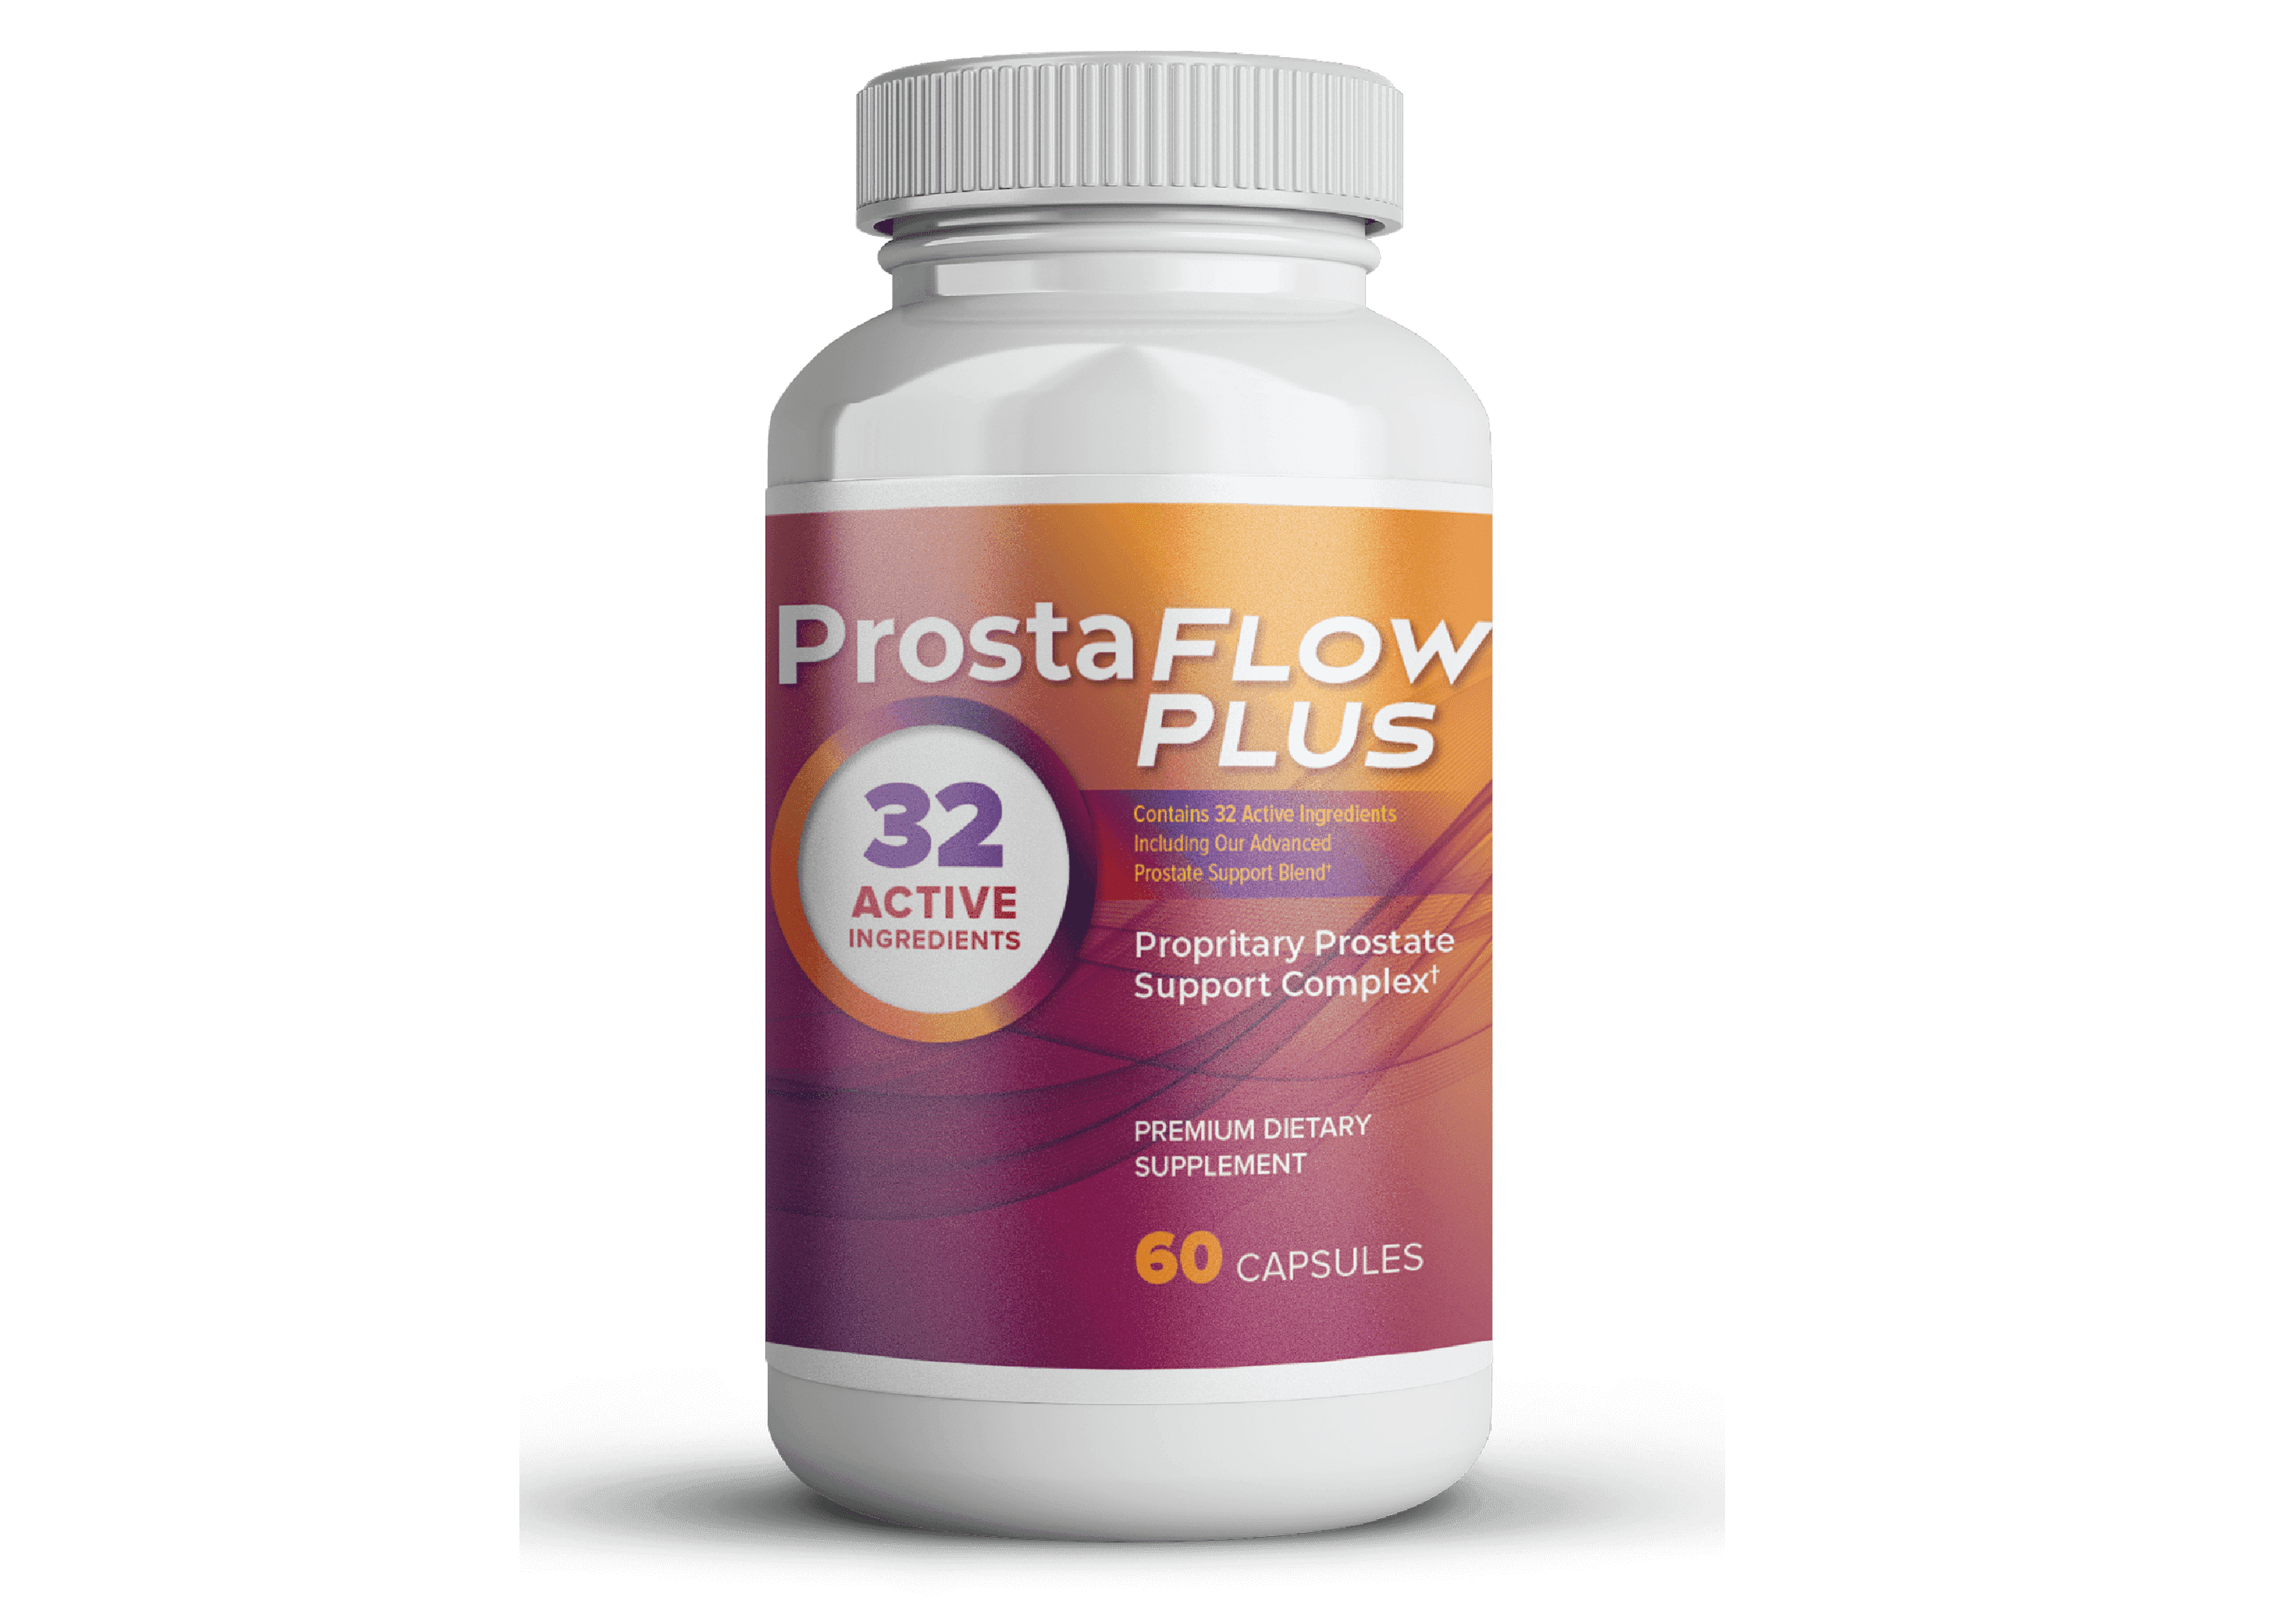 ProstaFLOW
PLUS
32
ACTIVE
INGREDIENTS
Contains 32 Active Ingredients
Including Our Advanced
Prostate Support Blend†
Propritary Prostate
Support Complex†
PREMIUM DIETARY
SUPPLEMENT
60 CAPSULES